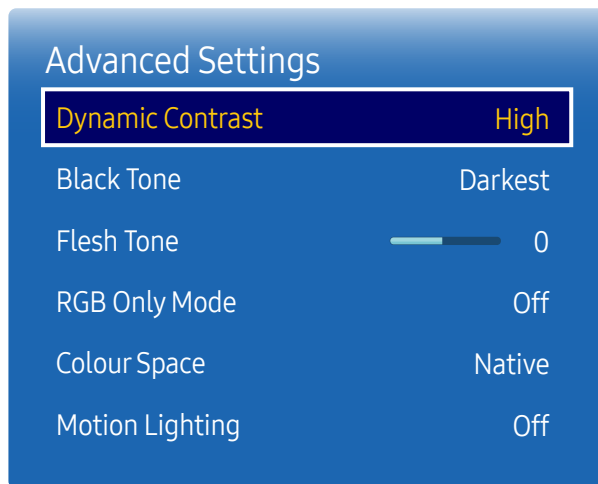 Advanced Settings
Dynamic Contrast High
Black Tone Darkest
Flesh Tone 0
RGB Only Mode Off
Colour Space Native
Motion Lighting Off